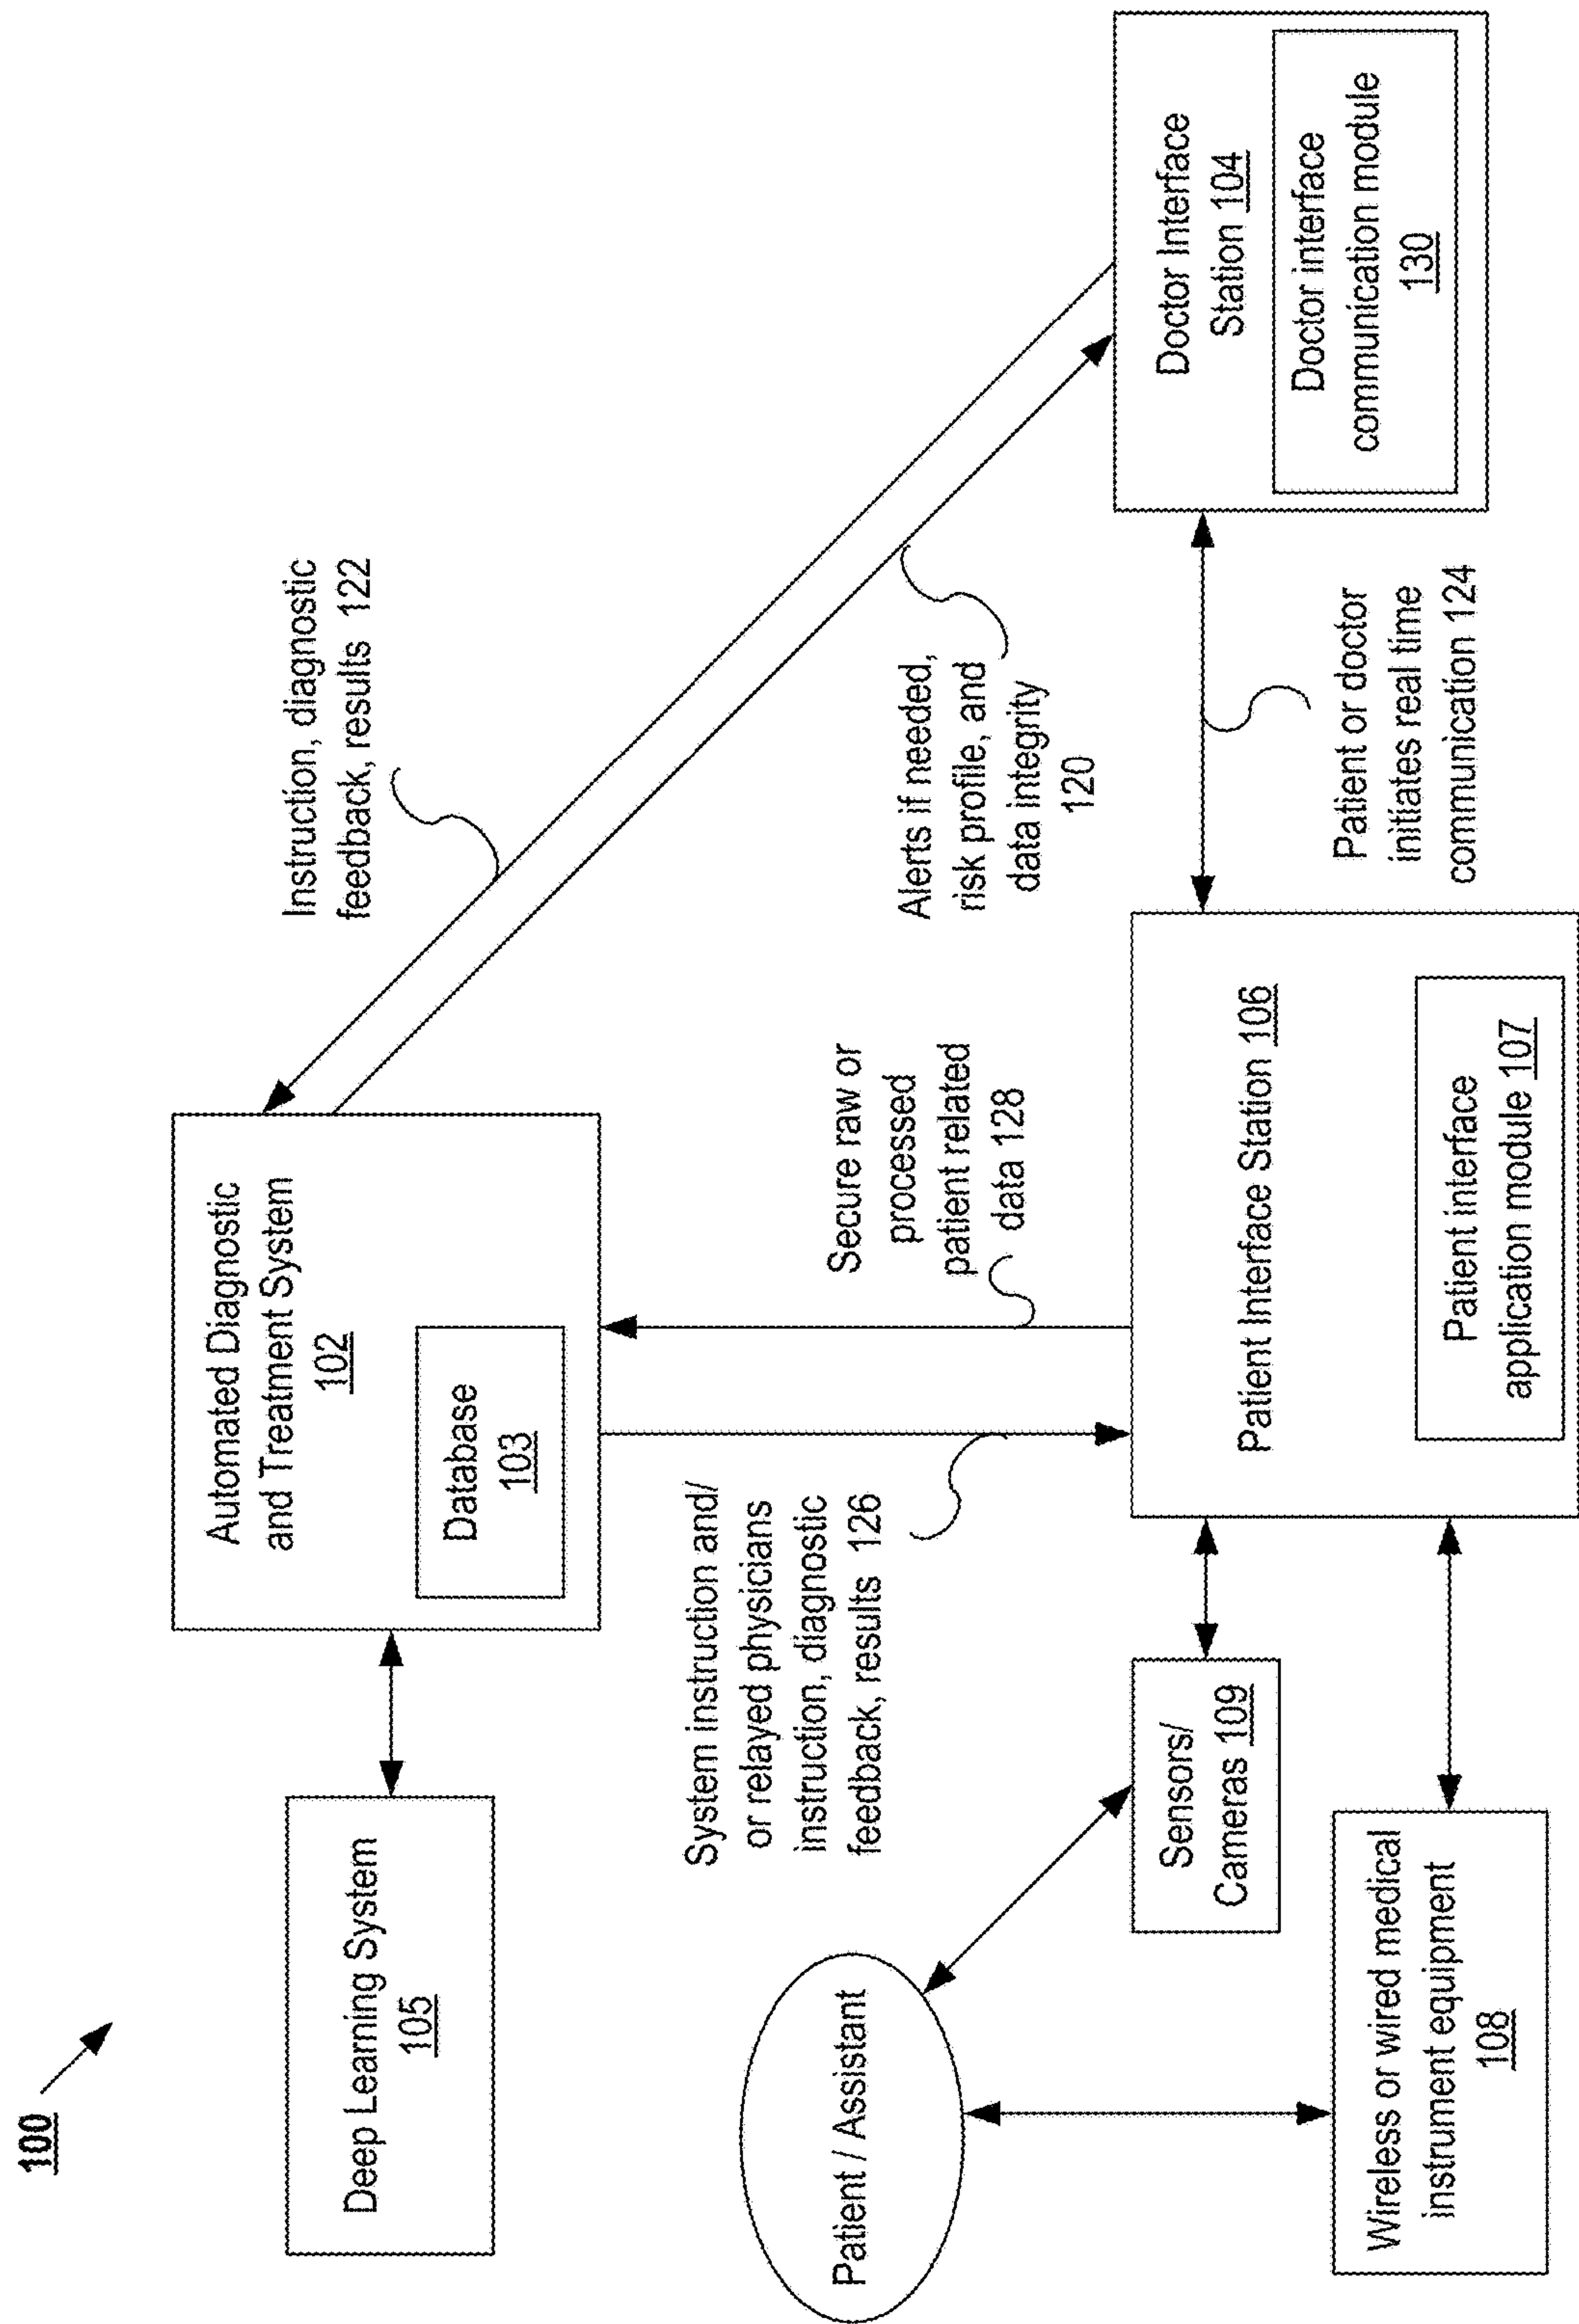 100
Deep Learning System
105
Automated Diagnostic
and Treatment System
102
Database
103
Instruction, diagnostic
feedback, results 122
System instruction and/
or relayed physicians
instruction, diagnostic
feedback, results 126
Secure raw or
processed
patient related
data 128
Alerts if needed,
risk profile, and
data integrity
120
Patient / Assistant
Sensors/
Cameras 109
Patient Interface Station 106
Patient interface
application module 107
Patient or doctor
initiates real time
communication 124
Doctor Interface
Station 104
Doctor interface
communication module
130
Wireless or wired medical
instrument equipment
108